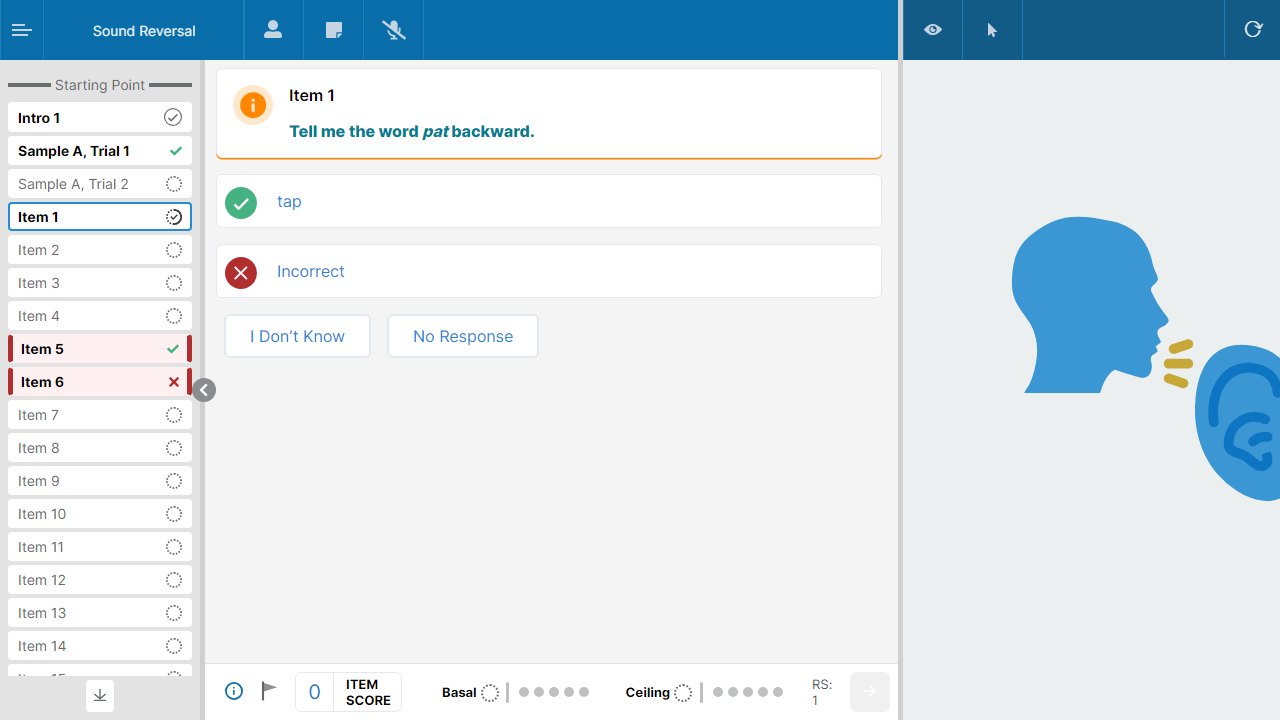 Sound Reversal
Starting Point
Intro 1
Sample A, Trial 1
Sample A, Trial 2
Item 1
Item 2
Item 3
Item 4
Item 5
Item 6
Item 7
Item 8
Item 9
Item 10
Item 11
Item 12
Item 13
Item 14
Item 15
Item 1
Tell me the word pat backward.
tap
Incorrect
I Don’t Know
No Response
0
ITEM
SCORE
Basal
Ceiling
RS:
1